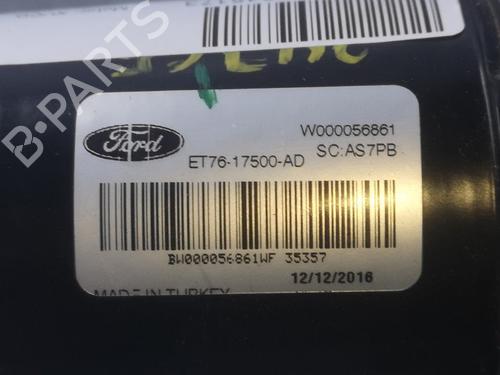 B-PARTS
Ford
W000056861
ET76-17500-AD
SC:AS7PB
BW000056861WF 35357
12/12/2016
MADE IN TURKEY